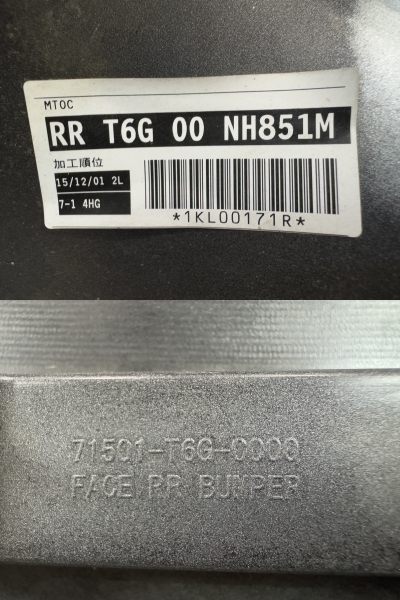 MTOC
RR T6G 00 NH851M
加工順位
15/12/01 2L
7-1 4HG
*1KL00171R*
71501-T6G-0000
FACE RR BUMPER